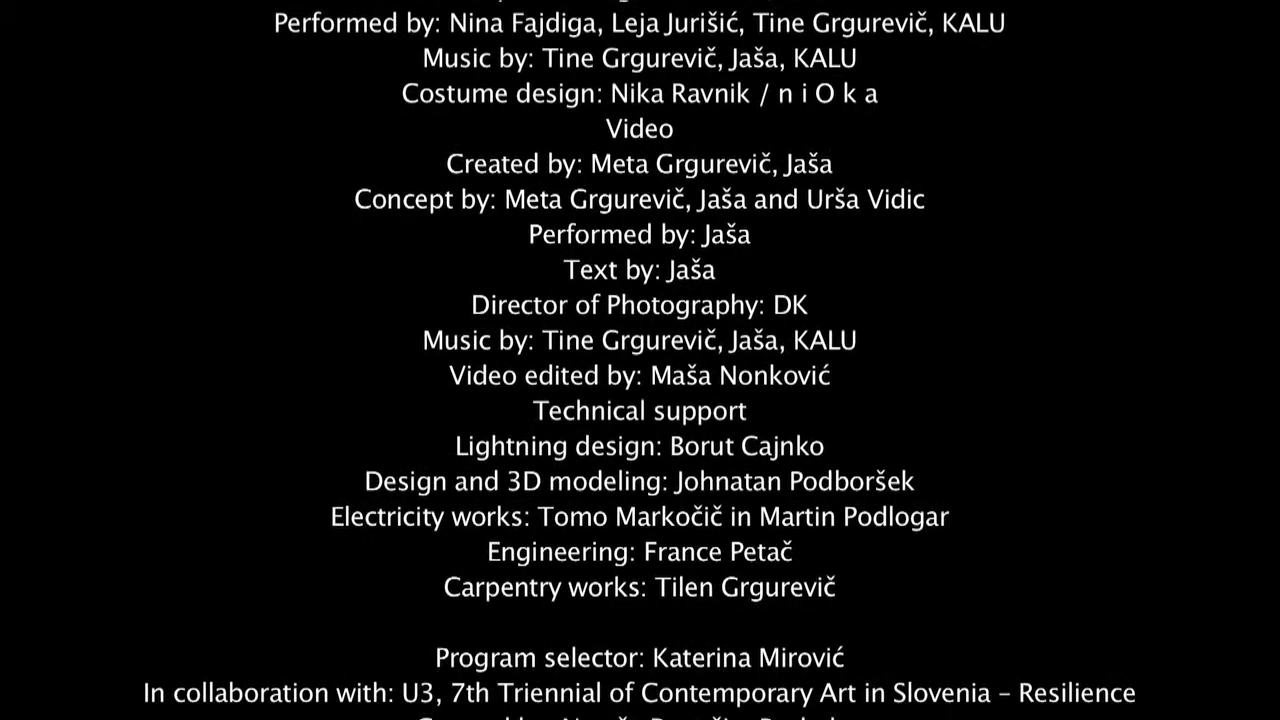 Performed by: Nina Fajdiga, Leja Jurišić, Tine Grgurevič, KALU
Music by: Tine Grgurevič, Jaša, KALU
Costume design: Nika Ravnik / n i O k a
Video
Created by: Meta Grgurevič, Jaša
Concept by: Meta Grgurevič, Jaša and Urša Vidic
Performed by: Jaša
Text by: Jaša
Director of Photography: DK
Music by: Tine Grgurevič, Jaša, KALU
Video edited by: Maša Nonković
Technical support
Lightning design: Borut Cajnko
Design and 3D modeling: Johnatan Podboršek
Electricity works: Tomo Markočič in Martin Podlogar
Engineering: France Petač
Carpentry works: Tilen Grgurevič
Program selector: Katerina Mirović
In collaboration with: U3, 7th Triennial of Contemporary Art in Slovenia – Resilience